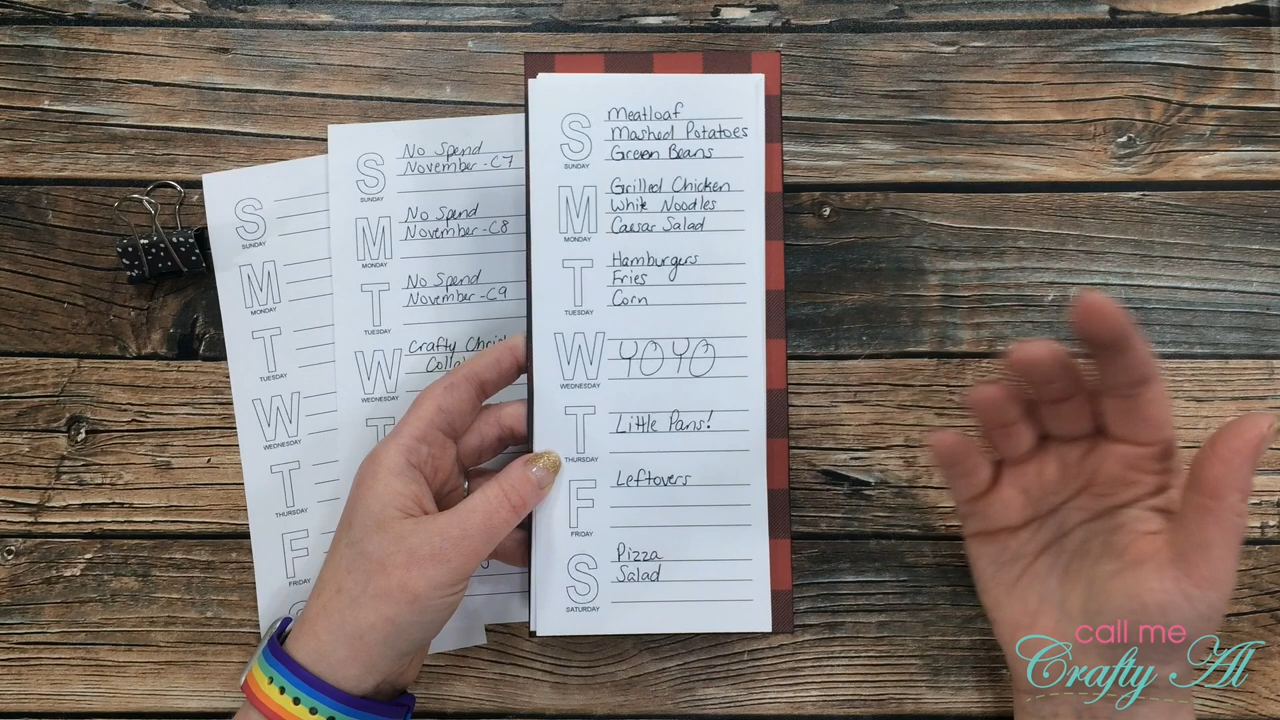 S
SUNDAY
M
MONDAY
T
TUESDAY
W
WEDNESDAY
T
THURSDAY
F
FRIDAY
S
SUNDAY
No Spend
November - C7
M
MONDAY
No Spend
November - C8
T
TUESDAY
No Spend
November - C9
W
WEDNESDAY
Crafty
T
S
SUNDAY
Meatloaf
Mashed Potatoes
Green Beans
M
MONDAY
Grilled Chicken
White Noodles
Caesar Salad
T
TUESDAY
Hamburgers
Fries
Corn
W
WEDNESDAY
YOYO
T
THURSDAY
Little Pans!
F
FRIDAY
Leftovers
S
SATURDAY
Pizza
Salad
call me
Crafty Al